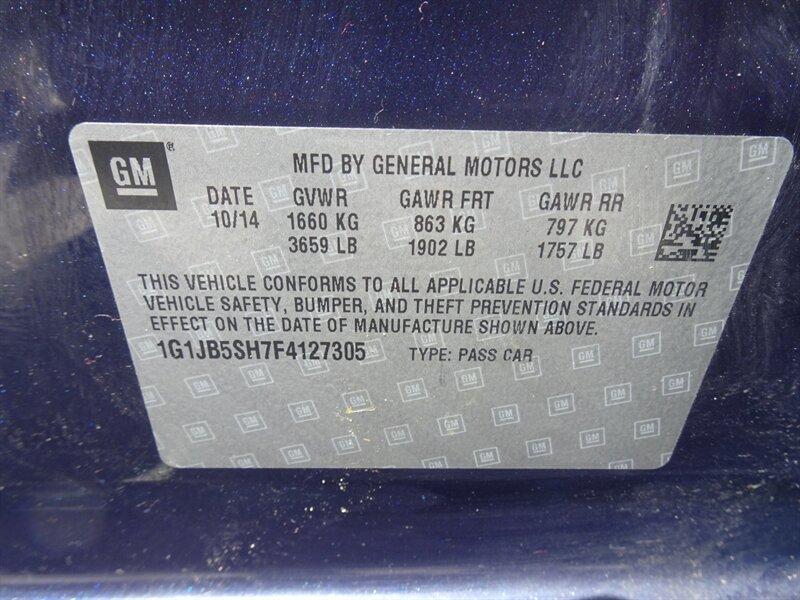 GM ® MFD BY GENERAL MOTORS LLC
DATE GVWR GAWR FRT GAWR RR
10/14 1660 KG 863 KG 797 KG
3659 LB 1902 LB 1757 LB
THIS VEHICLE CONFORMS TO ALL APPLICABLE U.S. FEDERAL MOTOR
VEHICLE SAFETY, BUMPER, AND THEFT PREVENTION STANDARDS IN
EFFECT ON THE DATE OF MANUFACTURE SHOWN ABOVE.
1G1JB5SH7F4127305 TYPE: PASS CAR